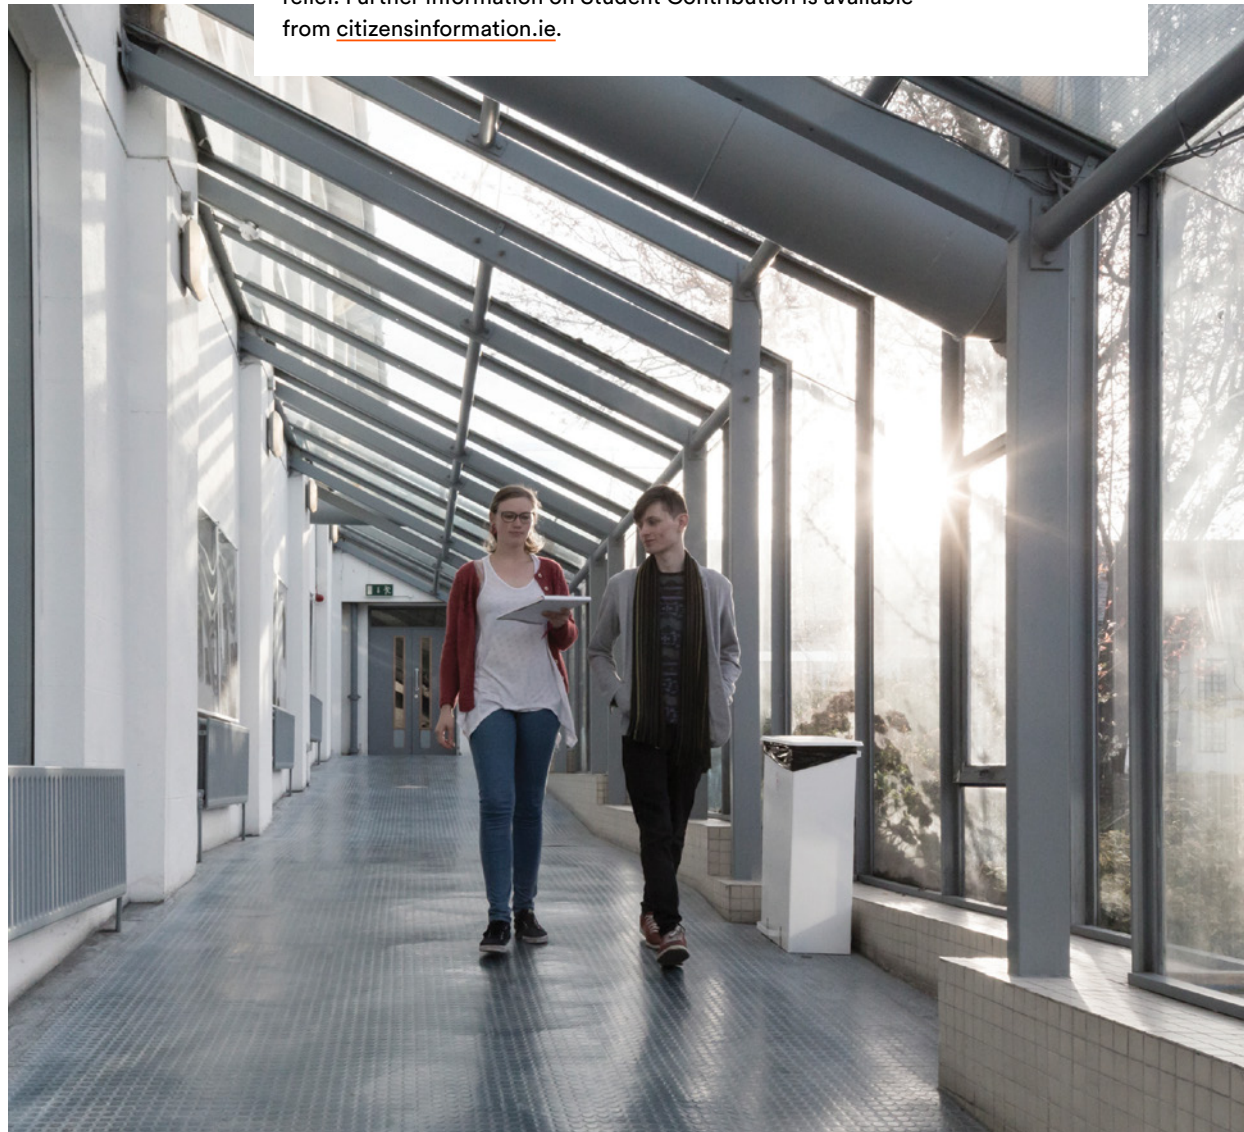 relief. Further information on Student Contribution is available
from citizensinformation.ie.